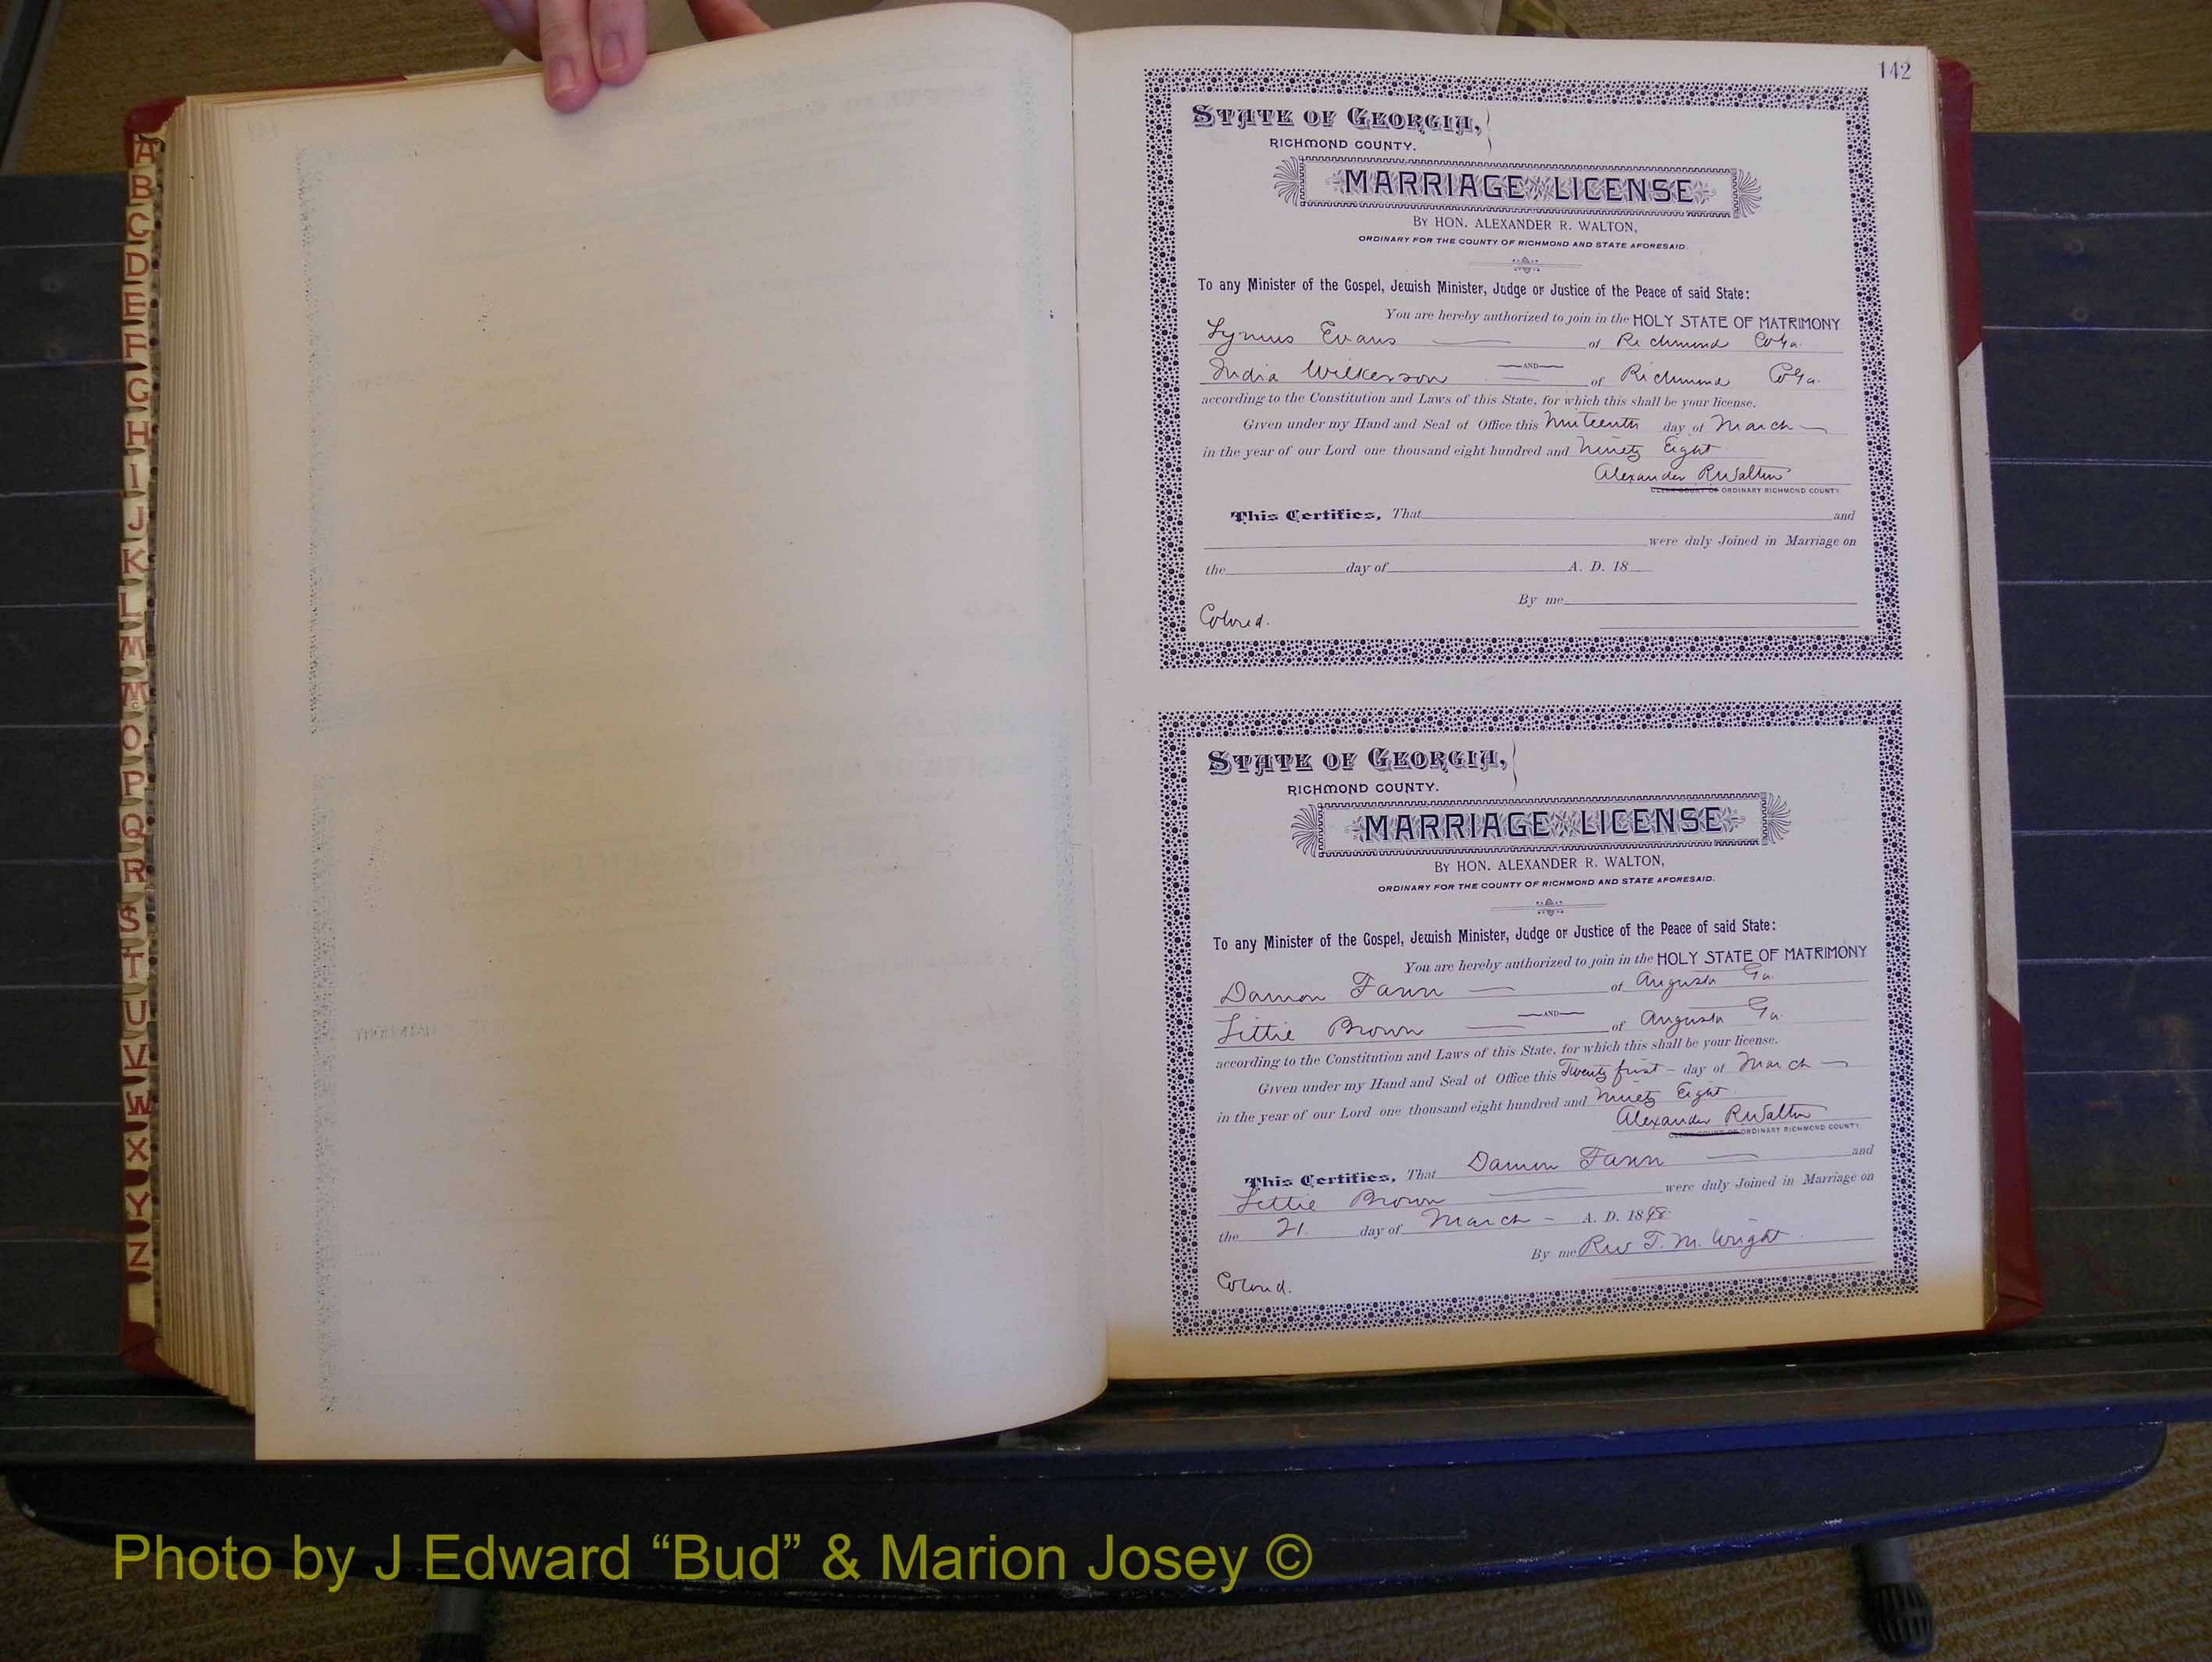 142
STATE OF GEORGIA,
RICHMOND COUNTY.
MARRIAGE LICENSE
BY HON. ALEXANDER R. WALTON,
ORDINARY FOR THE COUNTY OF RICHMOND AND STATE AFORESAID.
To any Minister of the Gospel, Jewish Minister, Judge or Justice of the Peace of said State:
You are hereby authorized to join in the HOLY STATE OF MATRIMONY
Evans of Richmond Co Ga.
AND
India Wilkerson of Richmond Co Ga.
according to the Constitution and Laws of this State, for which this shall be your license.
Given under my Hand and Seal of Office this Nineteenth day of March
in the year of our Lord one thousand eight hundred and Ninety Eight
Alexander R Walton
CLERK COURT OF ORDINARY RICHMOND COUNTY.
This Certifies, That and
were duly Joined in Marriage on
the day of A. D. 18
By me
Colored.
STATE OF GEORGIA,
RICHMOND COUNTY.
MARRIAGE LICENSE
BY HON. ALEXANDER R. WALTON,
ORDINARY FOR THE COUNTY OF RICHMOND AND STATE AFORESAID.
To any Minister of the Gospel, Jewish Minister, Judge or Justice of the Peace of said State:
You are hereby authorized to join in the HOLY STATE OF MATRIMONY
Damon Fann of Augusta Ga.
AND
Littie Brown of Augusta Ga.
according to the Constitution and Laws of this State, for which this shall be your license.
Given under my Hand and Seal of Office this Twenty first day of March
in the year of our Lord one thousand eight hundred and Ninety Eight
Alexander R Walton
CLERK COURT OF ORDINARY RICHMOND COUNTY.
This Certifies, That Damon Fann and
Littie Brown were duly Joined in Marriage on
the 21. day of March A. D. 1898
By me Rev T. M. Wright.
Colored.
A
B
C
D
E
F
G
H
I
J
K
L
M
Mc
O
P
Q
R
S
T
U
V
W
X
Y
Z
Photo by J Edward “Bud” & Marion Josey ©